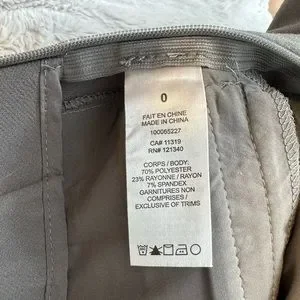 0
FAIT EN CHINE
MADE IN CHINA
100065227
CA# 11319
RN# 121340
CORPS / BODY:
70% POLYESTER
23% RAYONNE / RAYON
7% SPANDEX
GARNITURES NON
COMPRISES /
EXCLUSIVE OF TRIMS